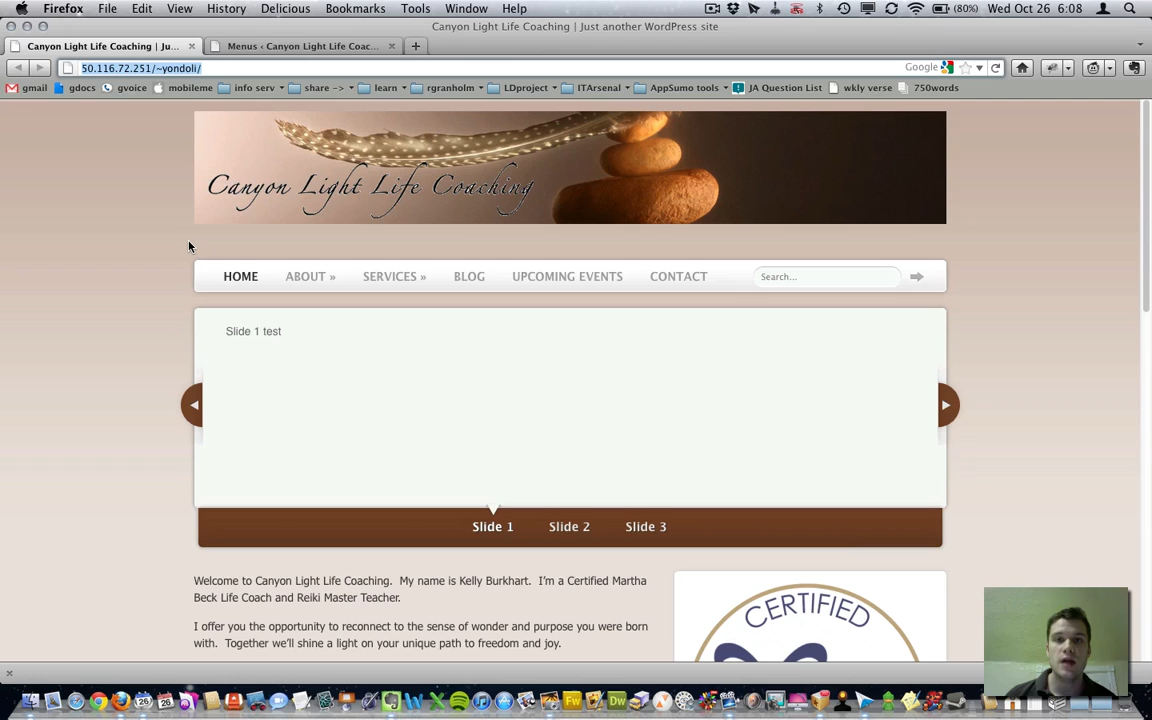 Firefox File Edit View History Delicious Bookmarks Tools Window Help (80%) Wed Oct 26 6:08
Canyon Light Life Coaching | Just another WordPress site
Canyon Light Life Coaching | Ju... Menus ‹ Canyon Light Life Coac...
50.116.72.251/~yondoli/ Google
gmail gdocs gvoice mobileme info serv share -> learn rgranholm LDproject ITArsenal AppSumo tools JA Question List wkly verse 750words
Canyon Light Life Coaching
HOME ABOUT » SERVICES » BLOG UPCOMING EVENTS CONTACT Search...
Slide 1 test
Slide 1 Slide 2 Slide 3
Welcome to Canyon Light Life Coaching. My name is Kelly Burkhart. I'm a Certified Martha
Beck Life Coach and Reiki Master Teacher.
I offer you the opportunity to reconnect to the sense of wonder and purpose you were born
with. Together we'll shine a light on your unique path to freedom and joy.
CERTIFIED